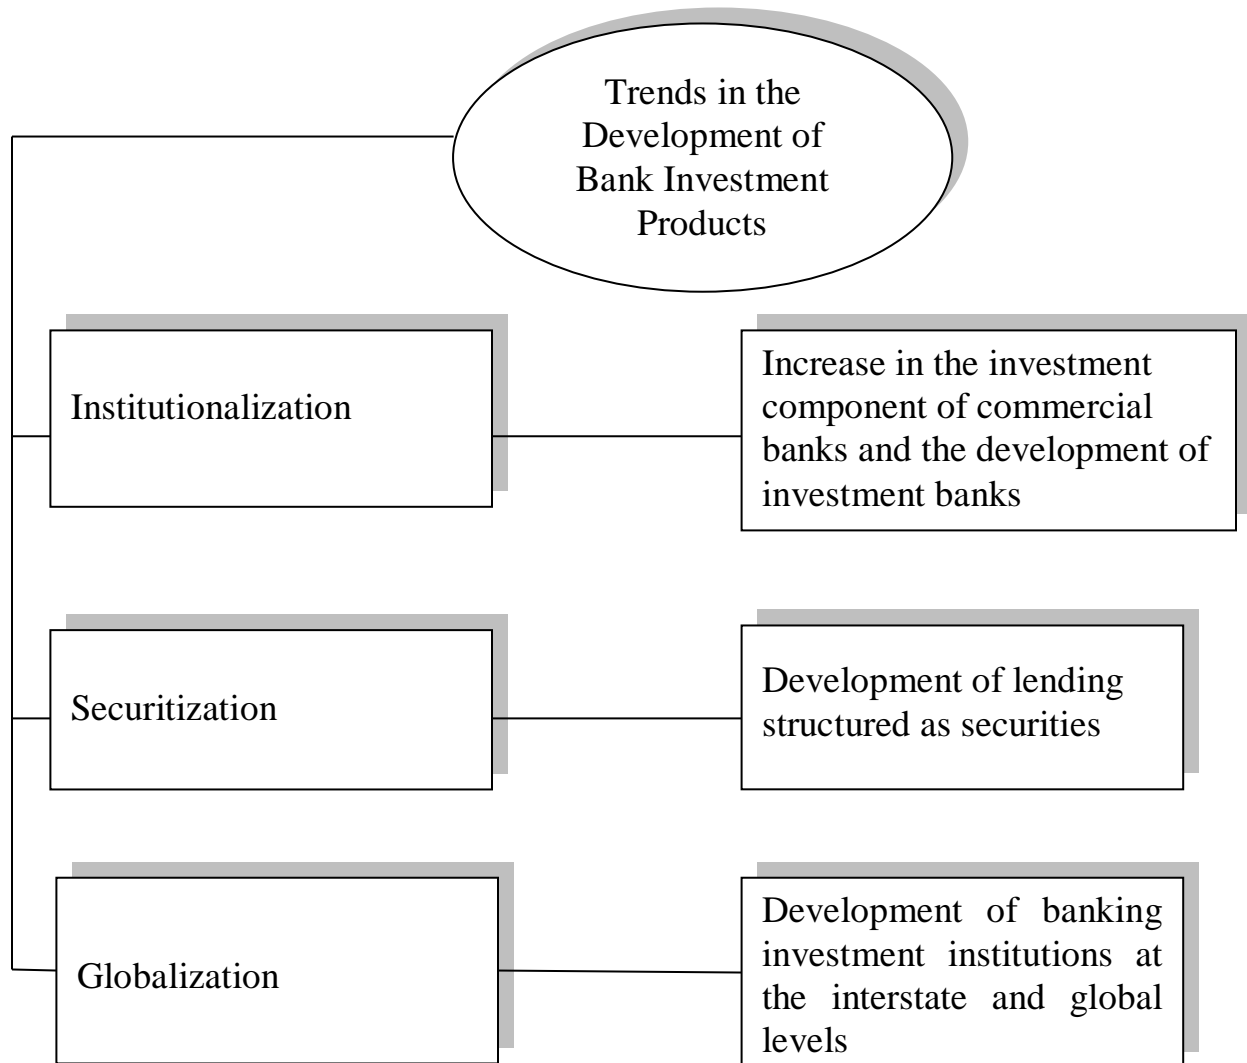 Trends in the
Development of
Bank Investment
Products
Institutionalization
Increase in the investment
component of commercial
banks and the development of
investment banks
Securitization
Development of lending
structured as securities
Globalization
Development of banking
investment institutions at
the interstate and global
levels